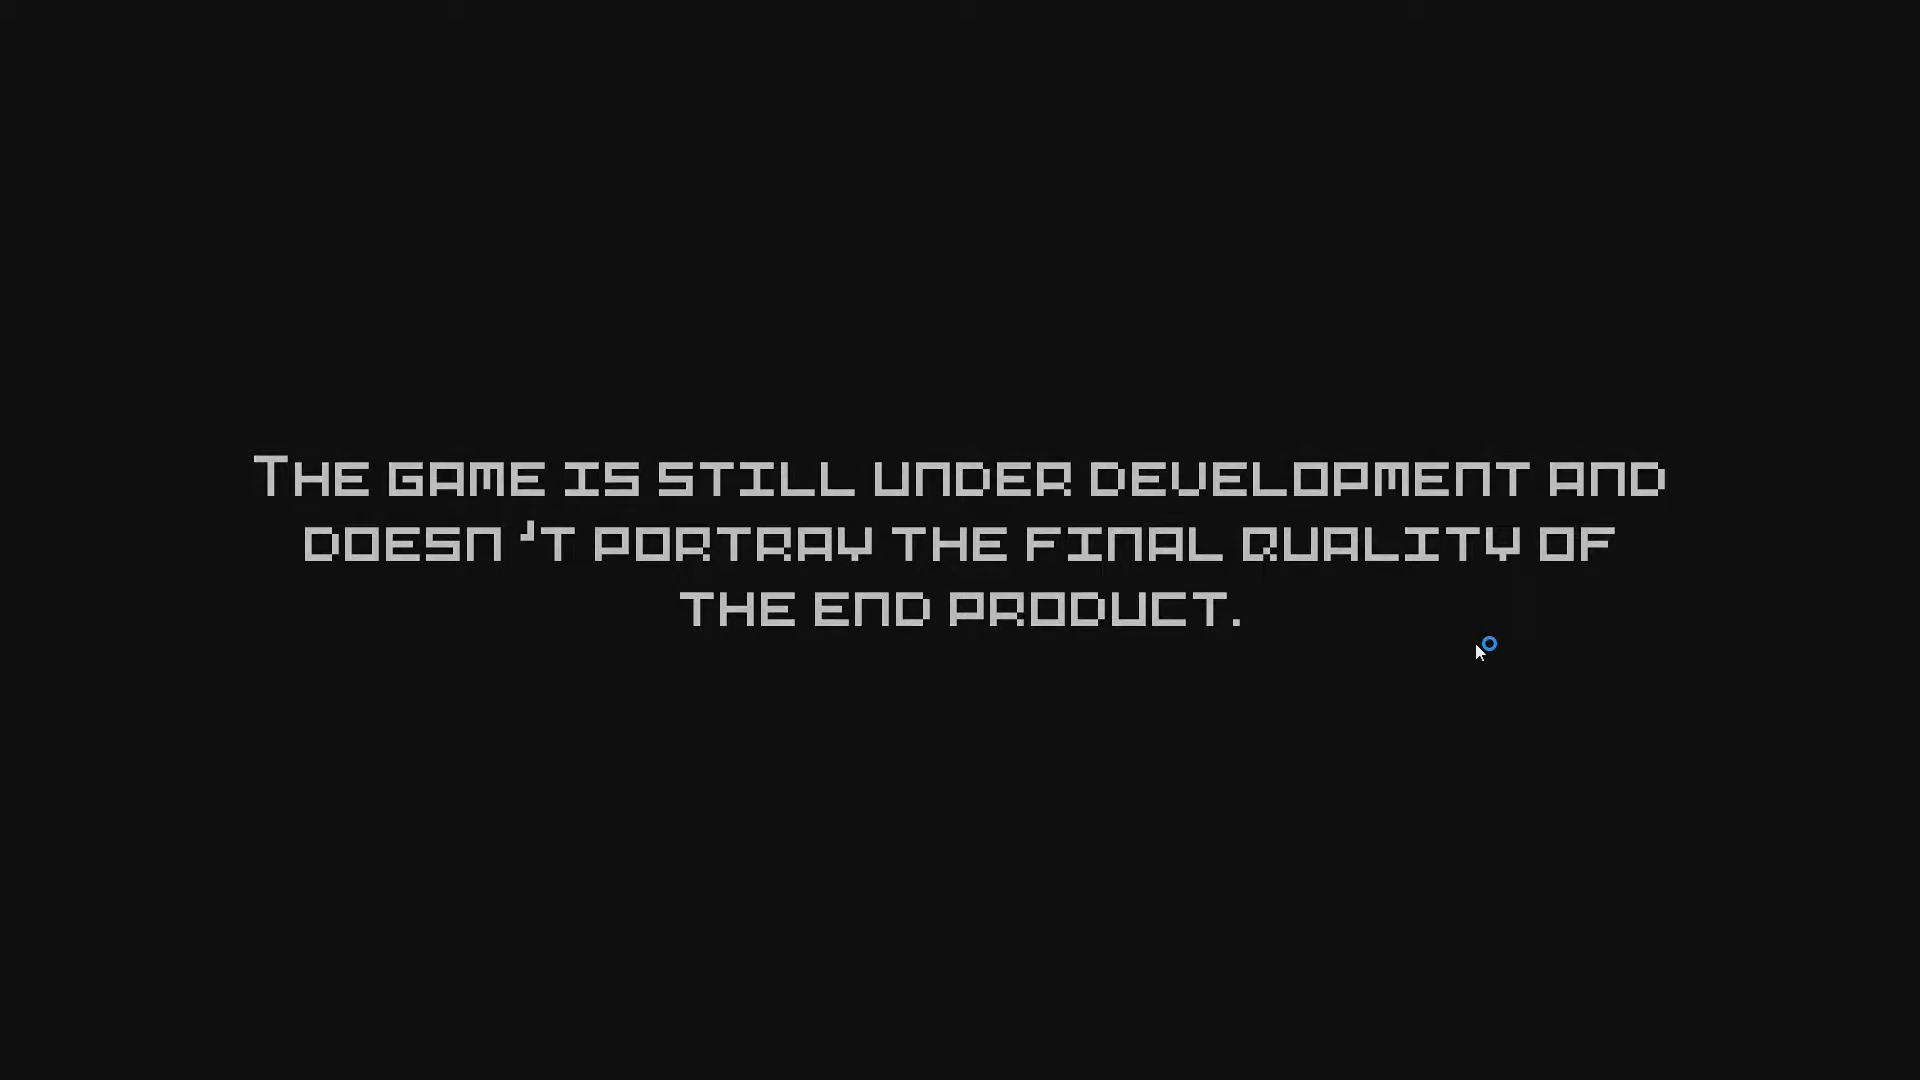 The game is still under development and
doesn't portray the final quality of
the end product.